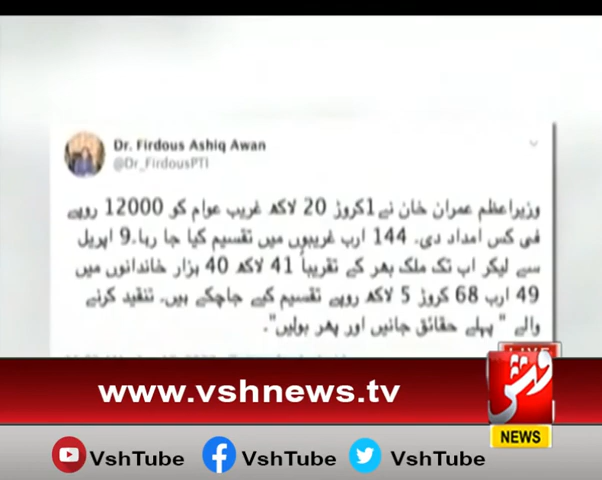 Dr. Firdous Ashiq Awan
@Dr_FirdousPTI
وزیراعظم عمران خان نے1کروڑ 20 لاکھ غریب عوام کو 12000 روپے
فی کس امداد دی۔ 144 ارب غریبوں میں تقسیم کیا جا رہا۔9 اپریل
سے لیکر اب تک ملک بھر کے تقریباً 41 لاکھ 40 ہزار خاندانوں میں
49 ارب 68 کروڑ 5 لاکھ روپے تقسیم کیے جاچکے ہیں۔ تنقید کرنے
والے " پہلے حقائق جانیں اور پھر بولیں"۔
LIVE
www.vshnews.tv
وش
NEWS
VshTube
VshTube
VshTube